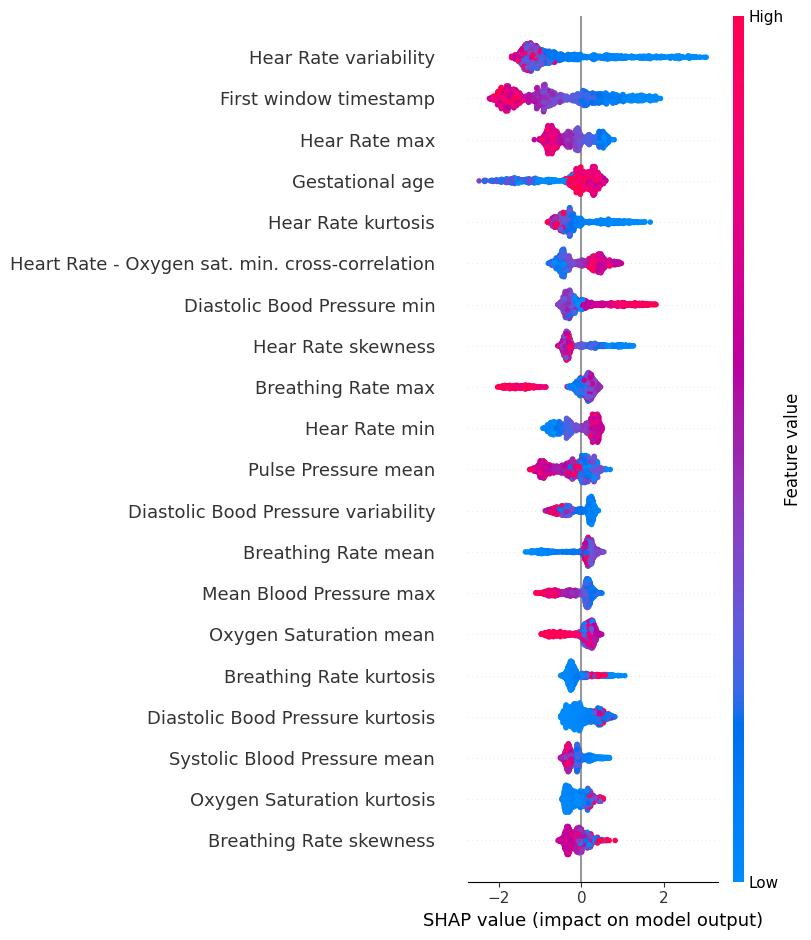 High
Hear Rate variability
First window timestamp
Hear Rate max
Gestational age
Hear Rate kurtosis
Heart Rate - Oxygen sat. min. cross-correlation
Diastolic Bood Pressure min
Hear Rate skewness
Breathing Rate max
Hear Rate min
Pulse Pressure mean
Diastolic Bood Pressure variability
Breathing Rate mean
Mean Blood Pressure max
Oxygen Saturation mean
Breathing Rate kurtosis
Diastolic Bood Pressure kurtosis
Systolic Blood Pressure mean
Oxygen Saturation kurtosis
Breathing Rate skewness
Feature value
Low
−2 0 2
SHAP value (impact on model output)